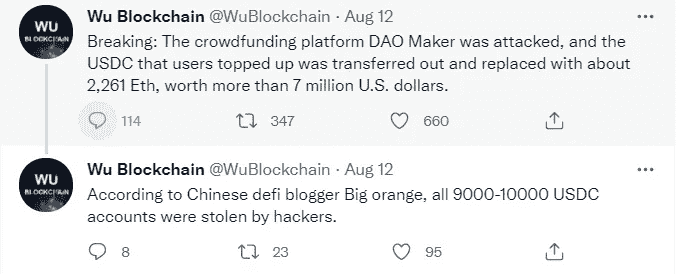 WU
BLOCKCHAIN
Wu Blockchain @WuBlockchain · Aug 12
Breaking: The crowdfunding platform DAO Maker was attacked, and the
USDC that users topped up was transferred out and replaced with about
2,261 Eth, worth more than 7 million U.S. dollars.
114 347 660
WU
BLOCKCHAIN
Wu Blockchain @WuBlockchain · Aug 12
According to Chinese defi blogger Big orange, all 9000-10000 USDC
accounts were stolen by hackers.
8 23 95